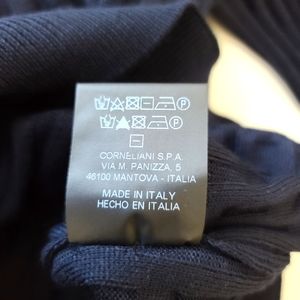 CORNELIANI S.P.A.
VIA M. PANIZZA, 5
46100 MANTOVA - ITALIA
MADE IN ITALY
HECHO EN ITALIA